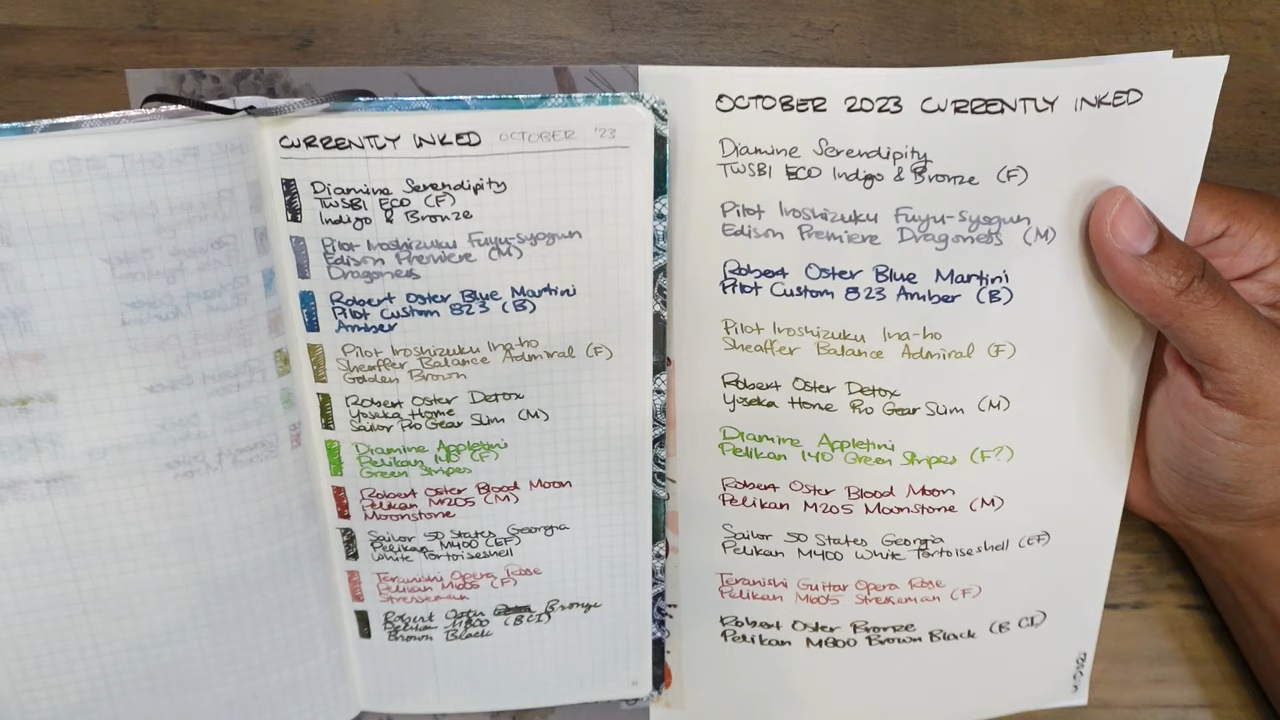 CURRENTLY INKED OCTOBER '23
Diamine Serendipity
TWSBI ECO (F)
Indigo & Bronze
Pilot Iroshizuku Fuyu-syogun
Edison Premiere (M)
Dragoness
Robert Oster Blue Martini
Pilot Custom 823 (B)
Amber
Pilot Iroshizuku Ina-ho
Sheaffer Balance Admiral (F)
Golden Brown
Robert Oster Detox
Yoseka Home
Sailor Pro Gear Slim (M)
Diamine Appletini
Pelikan 140 (F)
Green Stripes
Robert Oster Blood Moon
Pelikan M205 (M)
Moonstone
Sailor 50 States Georgia
Pelikan M400 (EF)
White Tortoiseshell
Teranishi Opera Rose
Pelikan M605 (F)
Stresseman
Robert Oster Bronze
Pelikan M800 (BCI)
Brown Black
OCTOBER 2023 CURRENTLY INKED
Diamine Serendipity
TWSBI ECO Indigo & Bronze (F)
Pilot Iroshizuku Fuyu-syogun
Edison Premiere Dragoness (M)
Robert Oster Blue Martini
Pilot Custom 823 Amber (B)
Pilot Iroshizuku Ina-ho
Sheaffer Balance Admiral (F)
Robert Oster Detox
Yoseka Home Pro Gear Slim (M)
Diamine Appletini
Pelikan 140 Green Stripes (F?)
Robert Oster Blood Moon
Pelikan M205 Moonstone (M)
Sailor 50 States Georgia
Pelikan M400 White Tortoiseshell (EF)
Teranishi Guitar Opera Rose
Pelikan M605 Stresseman (F)
Robert Oster Bronze
Pelikan M800 Brown Black (B CI)